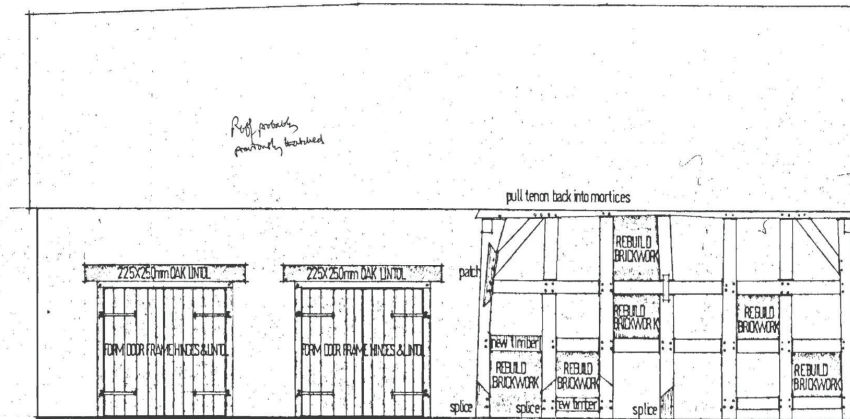 Roof probably
previously thatched
pull tenon back into mortices
225X250mm OAK LINTOL
225X250mm OAK LINTOL
REBUILD
BRICKWORK
patch
REBUILD
BRICKWORK
REBUILD
BRICKWORK
FORM DOOR FRAME HINGES & LINTOL
FORM DOOR FRAME HINGES & LINTOL
new timber
REBUILD
BRICKWORK
REBUILD
BRICKWORK
REBUILD
BRICKWORK
splice
splice
new timber
splice